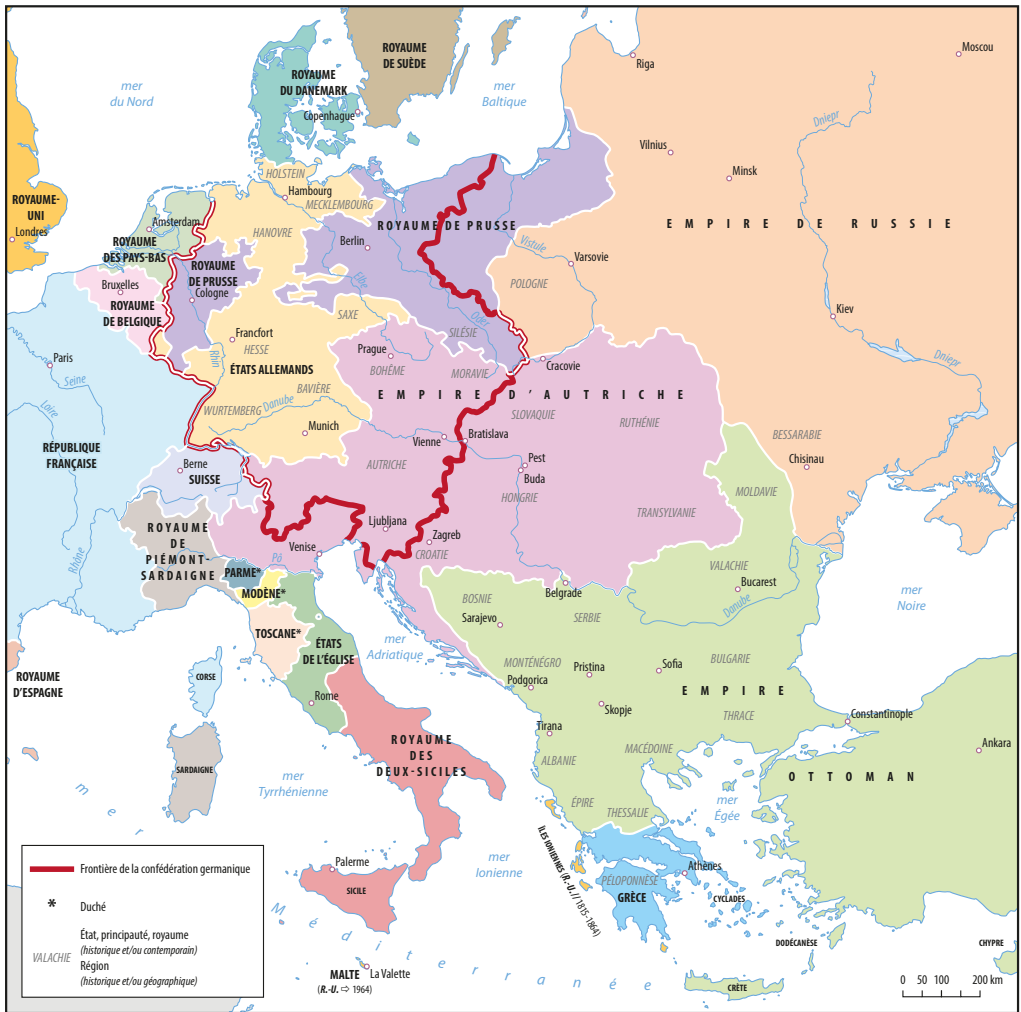 ROYAUME
DE SUÈDE
Moscou
Riga
ROYAUME
DU DANEMARK
mer
du Nord
mer
Baltique
Copenhague
Dniepr
Vilnius
Minsk
HOLSTEIN
Hambourg
MECKLEMBOURG
ROYAUME-
UNI
Londres
Amsterdam
HANOVRE
ROYAUME DE PRUSSE
EMPIRE DE RUSSIE
ROYAUME
DES PAYS-BAS
Berlin
Vistule
Varsovie
ROYAUME
DE PRUSSE
Cologne
Bruxelles
ROYAUME
DE BELGIQUE
Elbe
POLOGNE
SAXE
Oder
Kiev
Francfort
HESSE
SILÉSIE
Paris
Seine
Rhin
ÉTATS ALLEMANDS
Prague
BOHÊME
MORAVIE
Cracovie
Dniepr
BAVIÈRE
EMPIRE D'AUTRICHE
Loire
WURTEMBERG
Danube
SLOVAQUIE
RUTHÉNIE
Munich
Vienne
Bratislava
BESSARABIE
Chisinau
RÉPUBLIQUE
FRANÇAISE
Berne
SUISSE
AUTRICHE
Pest
Buda
HONGRIE
MOLDAVIE
TRANSYLVANIE
ROYAUME
DE
PIÉMONT-
SARDAIGNE
Ljubljana
Zagreb
CROATIE
Venise
Rhône
Pô
PARME*
MODÈNE*
VALACHIE
Bucarest
Danube
Belgrade
BOSNIE
Sarajevo
SERBIE
mer
Noire
TOSCANE*
ÉTATS
DE L'ÉGLISE
mer
Adriatique
MONTÉNÉGRO
Podgorica
Pristina
Sofia
BULGARIE
ROYAUME
D'ESPAGNE
CORSE
Rome
EMPIRE
Skopje
THRACE
Constantinople
Tirana
Ankara
ROYAUME
DES
DEUX-SICILES
MACÉDOINE
ALBANIE
OTTOMAN
SARDAIGNE
mer
Tyrrhénienne
ÉPIRE
THESSALIE
mer
Égée
mer
Ionienne
ÎLES IONIENNES (R.-U. // 1815-1864)
Athènes
PÉLOPONNÈSE
GRÈCE
CYCLADES
Palerme
SICILE
mer
Méditerranée
DODÉCANÈSE
CHYPRE
MALTE
La Valette
(R.-U. ⇨ 1964)
CRÈTE
0 50 100 200 km
Frontière de la confédération germanique
* Duché
État, principauté, royaume
(historique et/ou contemporain)
VALACHIE
Région
(historique et/ou géographique)